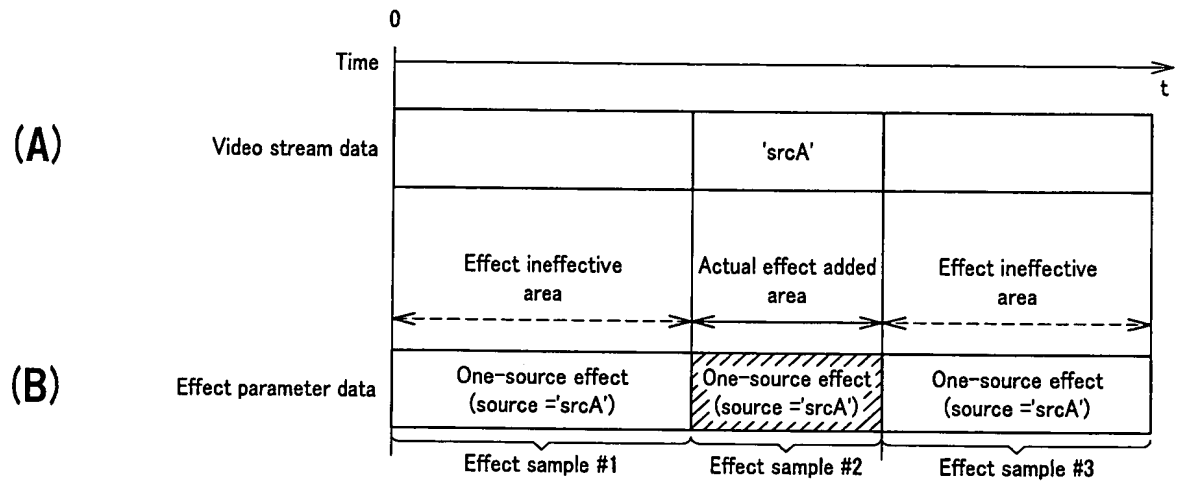 0
Time
t
(A)
Video stream data
'srcA'
Effect ineffective
area
Actual effect added
area
Effect ineffective
area
(B)
Effect parameter data
One-source effect
(source ='srcA')
One-source effect
(source ='srcA')
One-source effect
(source ='srcA')
Effect sample #1
Effect sample #2
Effect sample #3